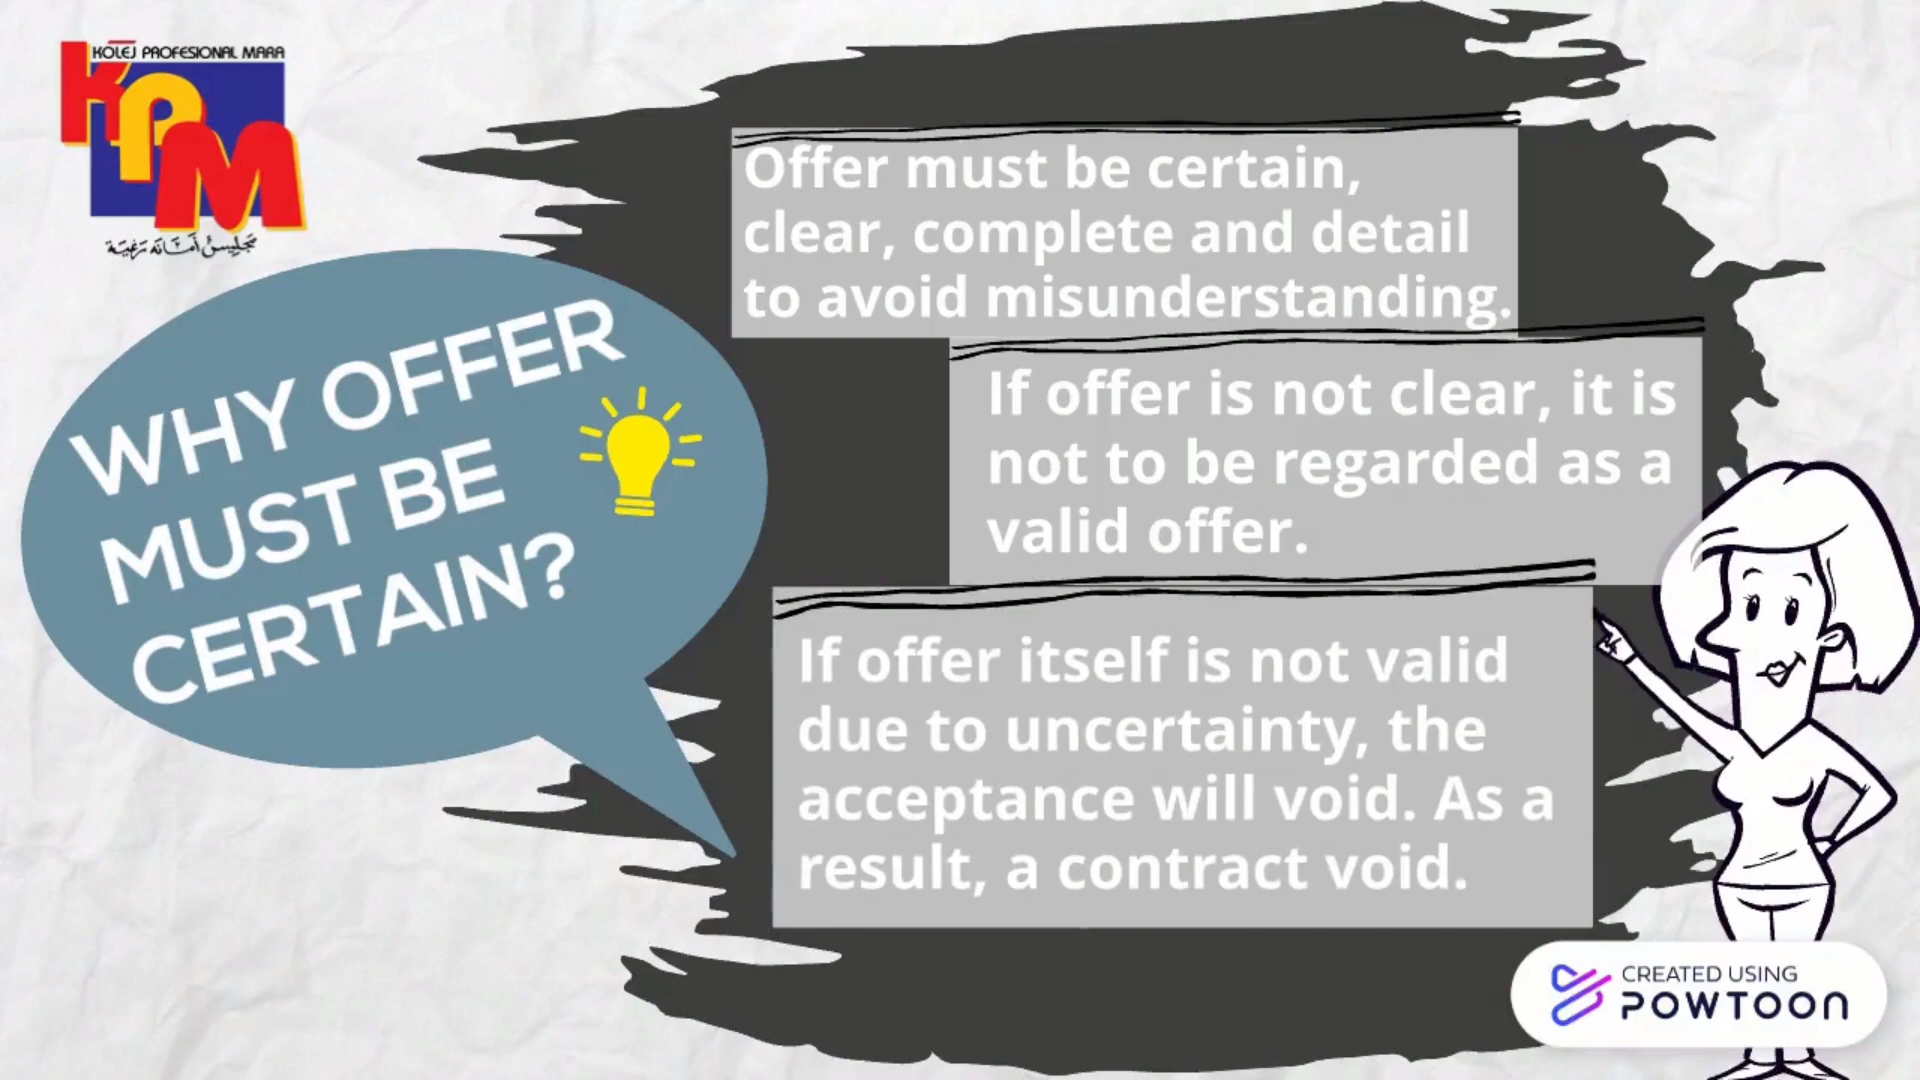 KOLEJ PROFESIONAL MARA
KPM
مجليس أمانه رعية
WHY OFFER
MUST BE
CERTAIN?
Offer must be certain,
clear, complete and detail
to avoid misunderstanding.
If offer is not clear, it is
not to be regarded as a
valid offer.
If offer itself is not valid
due to uncertainty, the
acceptance will void. As a
result, a contract void.
CREATED USING
POWTOON